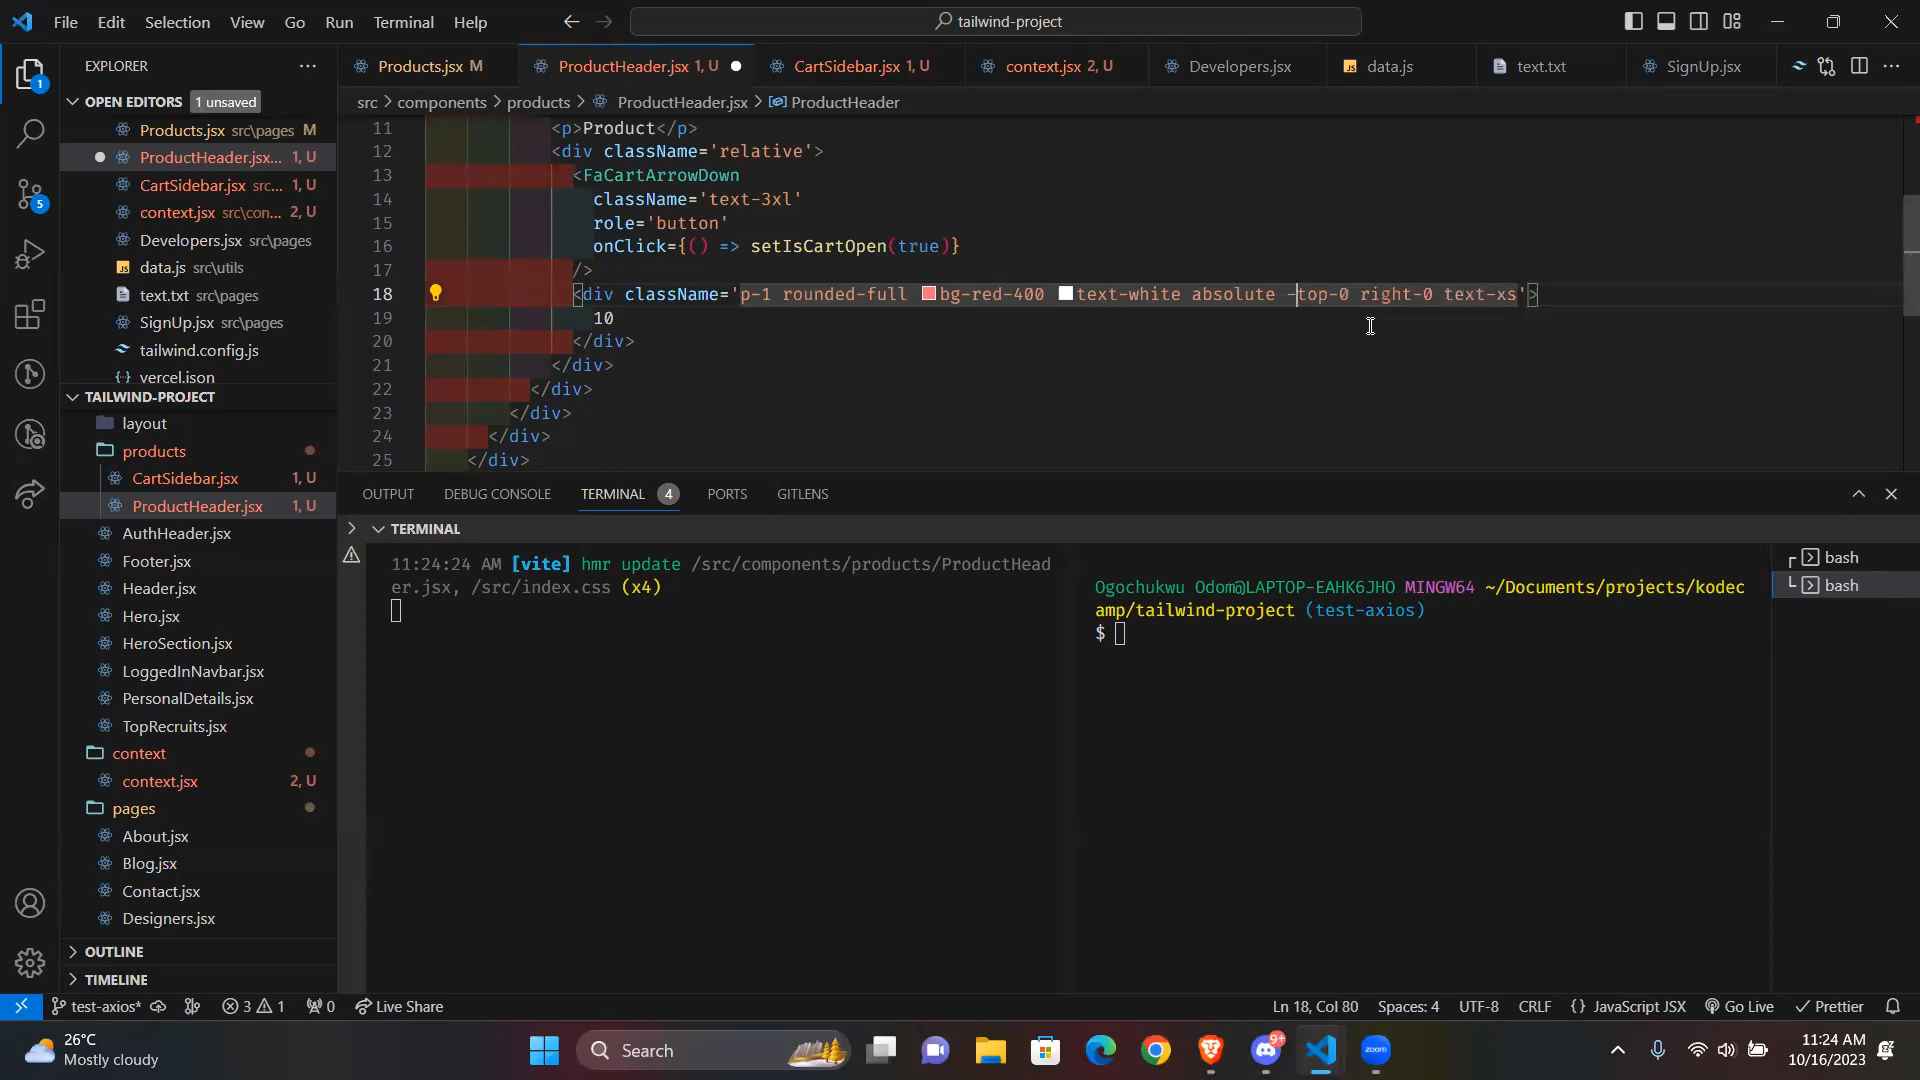 File Edit Selection View Go Run Terminal Help
tailwind-project
EXPLORER
OPEN EDITORS 1 unsaved
Products.jsx src\pages M
ProductHeader.jsx... 1, U
CartSidebar.jsx src... 1, U
context.jsx src\con... 2, U
Developers.jsx src\pages
data.js src\utils
text.txt src\pages
SignUp.jsx src\pages
tailwind.config.js
vercel.json
TAILWIND-PROJECT
layout
products
CartSidebar.jsx 1, U
ProductHeader.jsx 1, U
AuthHeader.jsx
Footer.jsx
Header.jsx
Hero.jsx
HeroSection.jsx
LoggedInNavbar.jsx
PersonalDetails.jsx
TopRecruits.jsx
context
context.jsx 2, U
pages
About.jsx
Blog.jsx
Contact.jsx
Designers.jsx
OUTLINE
TIMELINE
Products.jsx M ProductHeader.jsx 1, U CartSidebar.jsx 1, U context.jsx 2, U Developers.jsx data.js text.txt SignUp.jsx
src > components > products > ProductHeader.jsx > ProductHeader
11 <p>Product</p>
12 <div className='relative'>
13 <FaCartArrowDown
14 className='text-3xl'
15 role='button'
16 onClick={() => setIsCartOpen(true)}
17 />
18 <div className='p-1 rounded-full bg-red-400 text-white absolute -top-0 right-0 text-xs'>
19 10
20 </div>
21 </div>
22 </div>
23 </div>
24 </div>
25 </div>
OUTPUT DEBUG CONSOLE TERMINAL 4 PORTS GITLENS
TERMINAL
11:24:24 AM [vite] hmr update /src/components/products/ProductHead
er.jsx, /src/index.css (x4)
Ogochukwu Odom@LAPTOP-EAHK6JHO MINGW64 ~/Documents/projects/kodec
amp/tailwind-project (test-axios)
$
bash
bash
test-axios* 3 1 0 Live Share Ln 18, Col 80 Spaces: 4 UTF-8 CRLF {} JavaScript JSX Go Live Prettier
26°C
Mostly cloudy
Search
9+
zoom
11:24 AM
10/16/2023
1
5